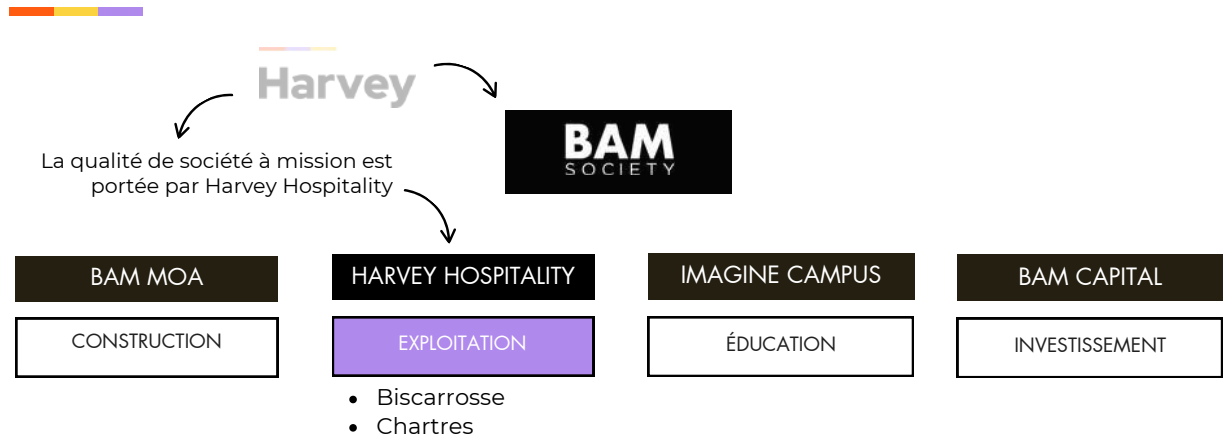 Harvey
BAM
SOCIETY
La qualité de société à mission est
portée par Harvey Hospitality
BAM MOA
HARVEY HOSPITALITY
IMAGINE CAMPUS
BAM CAPITAL
CONSTRUCTION
EXPLOITATION
ÉDUCATION
INVESTISSEMENT
• Biscarrosse
• Chartres